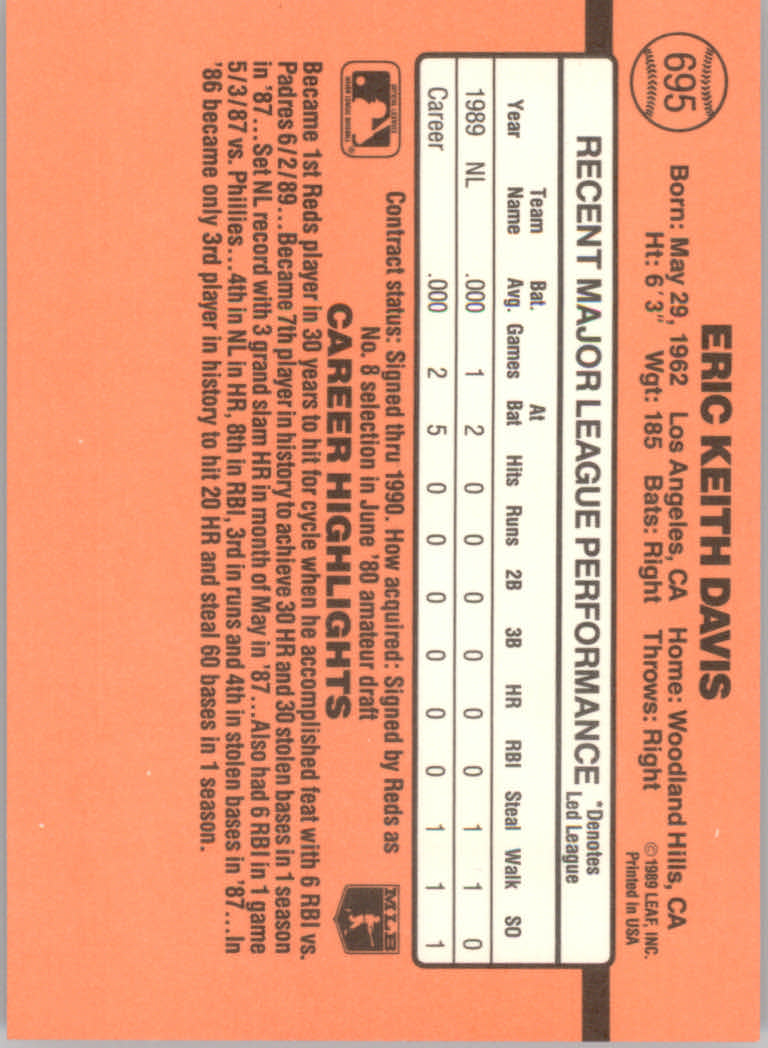 695
ERIC KEITH DAVIS
Born: May 29, 1962 Los Angeles, CA Home: Woodland Hills, CA
Ht: 6'3" Wgt: 185 Bats: Right Throws: Right
©1989 LEAF, INC.
Printed in USA
RECENT MAJOR LEAGUE PERFORMANCE
*Denotes
Led League
Team Bat. At
Year Name Avg. Games Bat Hits Runs 2B 3B HR RBI Steal Walk SO
1989 NL .000 1 2 0 0 0 0 0 0 1 1 0
Career .000 2 5 0 0 0 0 0 0 1 1 1
OFFICIAL LICENSEE
MAJOR LEAGUE BASEBALL
Contract status: Signed thru 1990. How acquired: Signed by Reds as
No. 8 selection in June '80 amateur draft
MLB
CAREER HIGHLIGHTS
Became 1st Reds player in 30 years to hit for cycle when he accomplished feat with 6 RBI vs.
Padres 6/2/89...Became 7th player in history to achieve 30 HR and 30 stolen bases in 1 season
in '87...Set NL record with 3 grand slam HR in month of May in '87...Also had 6 RBI in 1 game
5/3/87 vs. Phillies...4th in NL in HR, 8th in RBI, 3rd in runs and 4th in stolen bases in '87...In
'86 became only 3rd player in history to hit 20 HR and steal 60 bases in 1 season.